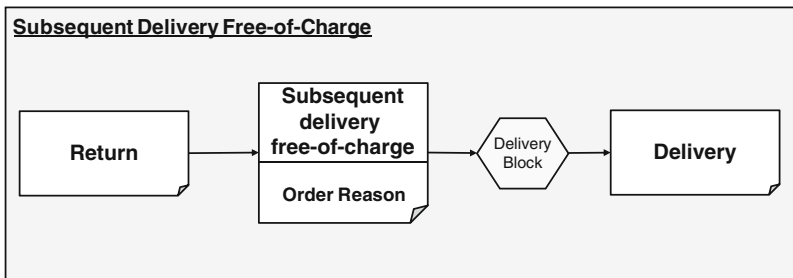 Subsequent Delivery Free-of-Charge
Return
Subsequent
delivery
free-of-charge
Order Reason
Delivery
Block
Delivery